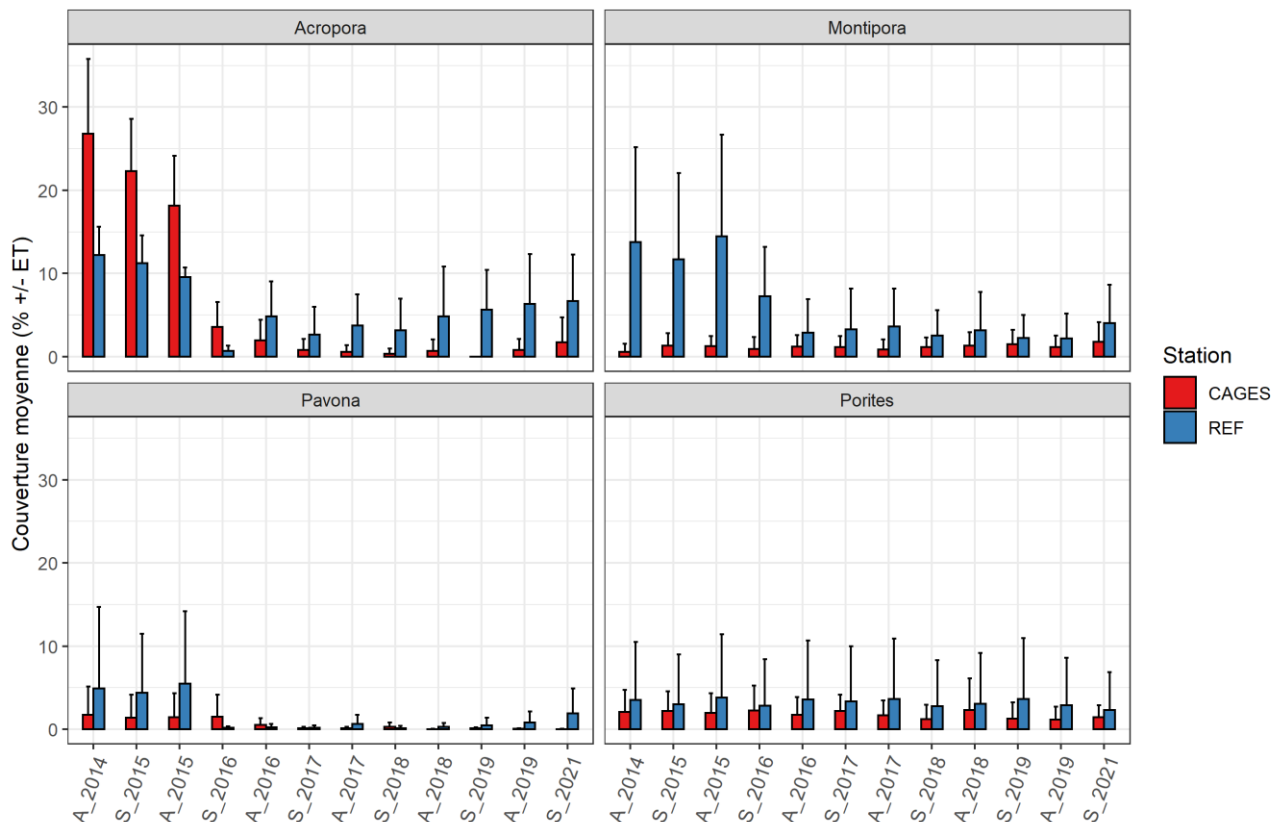 Acropora
Montipora
30
20
10
0
Pavona
Porites
30
20
10
0
Couverture moyenne (% +/- ET)
A_2014
S_2015
A_2015
S_2016
A_2016
S_2017
A_2017
S_2018
A_2018
S_2019
A_2019
S_2021
A_2014
S_2015
A_2015
S_2016
A_2016
S_2017
A_2017
S_2018
A_2018
S_2019
A_2019
S_2021
Station
CAGES
REF